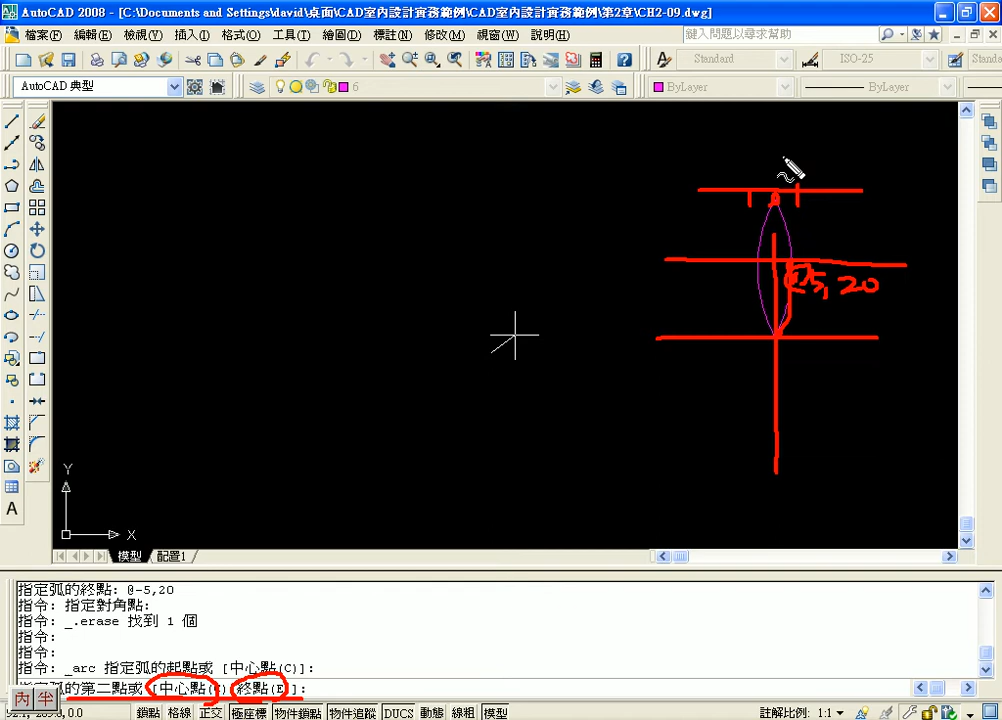 AutoCAD 2008 - [C:\Documents and Settings\david\桌面\CAD室內設計實務範例\CAD室內設計實務範例\第2章\CH2-09.dwg]
檔案(F) 編輯(E) 檢視(V) 插入(I) 格式(O) 工具(T) 繪圖(D) 標註(N) 修改(M) 視窗(W) 說明(H) 鍵入問題以尋求幫助
Standard ISO-25 Standa
AutoCAD 典型 6 ByLayer ByLayer
@5, 20
Y
X
模型 配置1
指定弧的終點: @-5,20
指令: 指定對角點:
指令: _.erase 找到 1 個
指令:
指令:
指令: _arc 指定弧的起點或 [中心點(C)]:
弧的第二點或 [中心點(C) 終點(E)]:
內 半
鎖點 格線 正交 極座標 物件鎖點 物件追蹤 DUCS 動態 線粗 模型 註解比例: 1:1